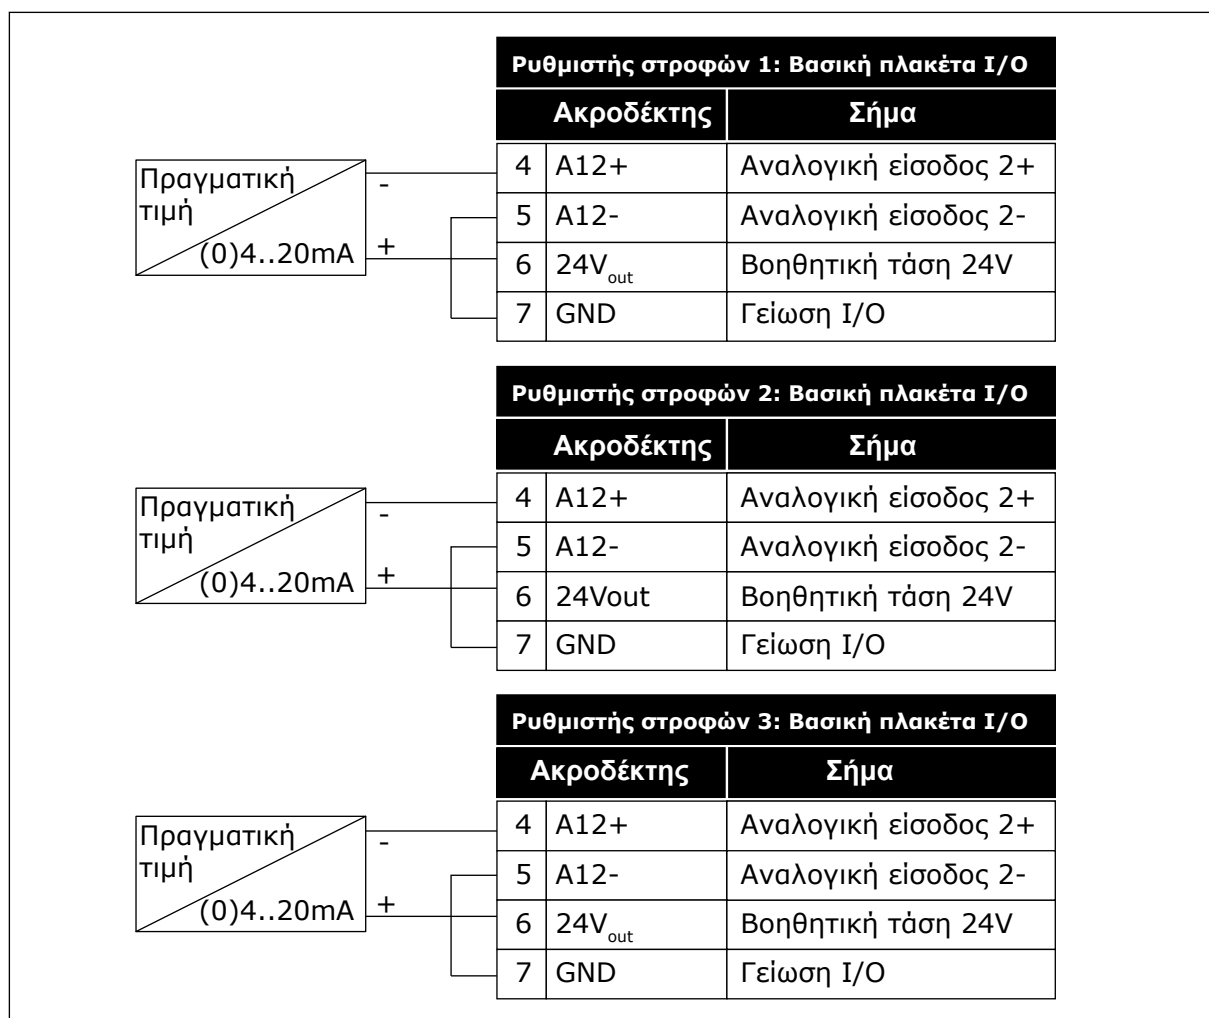 Ρυθμιστής στροφών 1: Βασική πλακέτα I/O
Ακροδέκτης Σήμα
Πραγματική
τιμή
(0)4..20mA
-
+
4 A12+ Αναλογική είσοδος 2+
5 A12- Αναλογική είσοδος 2-
6 24Vout Βοηθητική τάση 24V
7 GND Γείωση I/O
Ρυθμιστής στροφών 2: Βασική πλακέτα I/O
Ακροδέκτης Σήμα
Πραγματική
τιμή
(0)4..20mA
-
+
4 A12+ Αναλογική είσοδος 2+
5 A12- Αναλογική είσοδος 2-
6 24Vout Βοηθητική τάση 24V
7 GND Γείωση I/O
Ρυθμιστής στροφών 3: Βασική πλακέτα I/O
Ακροδέκτης Σήμα
Πραγματική
τιμή
(0)4..20mA
-
+
4 A12+ Αναλογική είσοδος 2+
5 A12- Αναλογική είσοδος 2-
6 24Vout Βοηθητική τάση 24V
7 GND Γείωση I/O